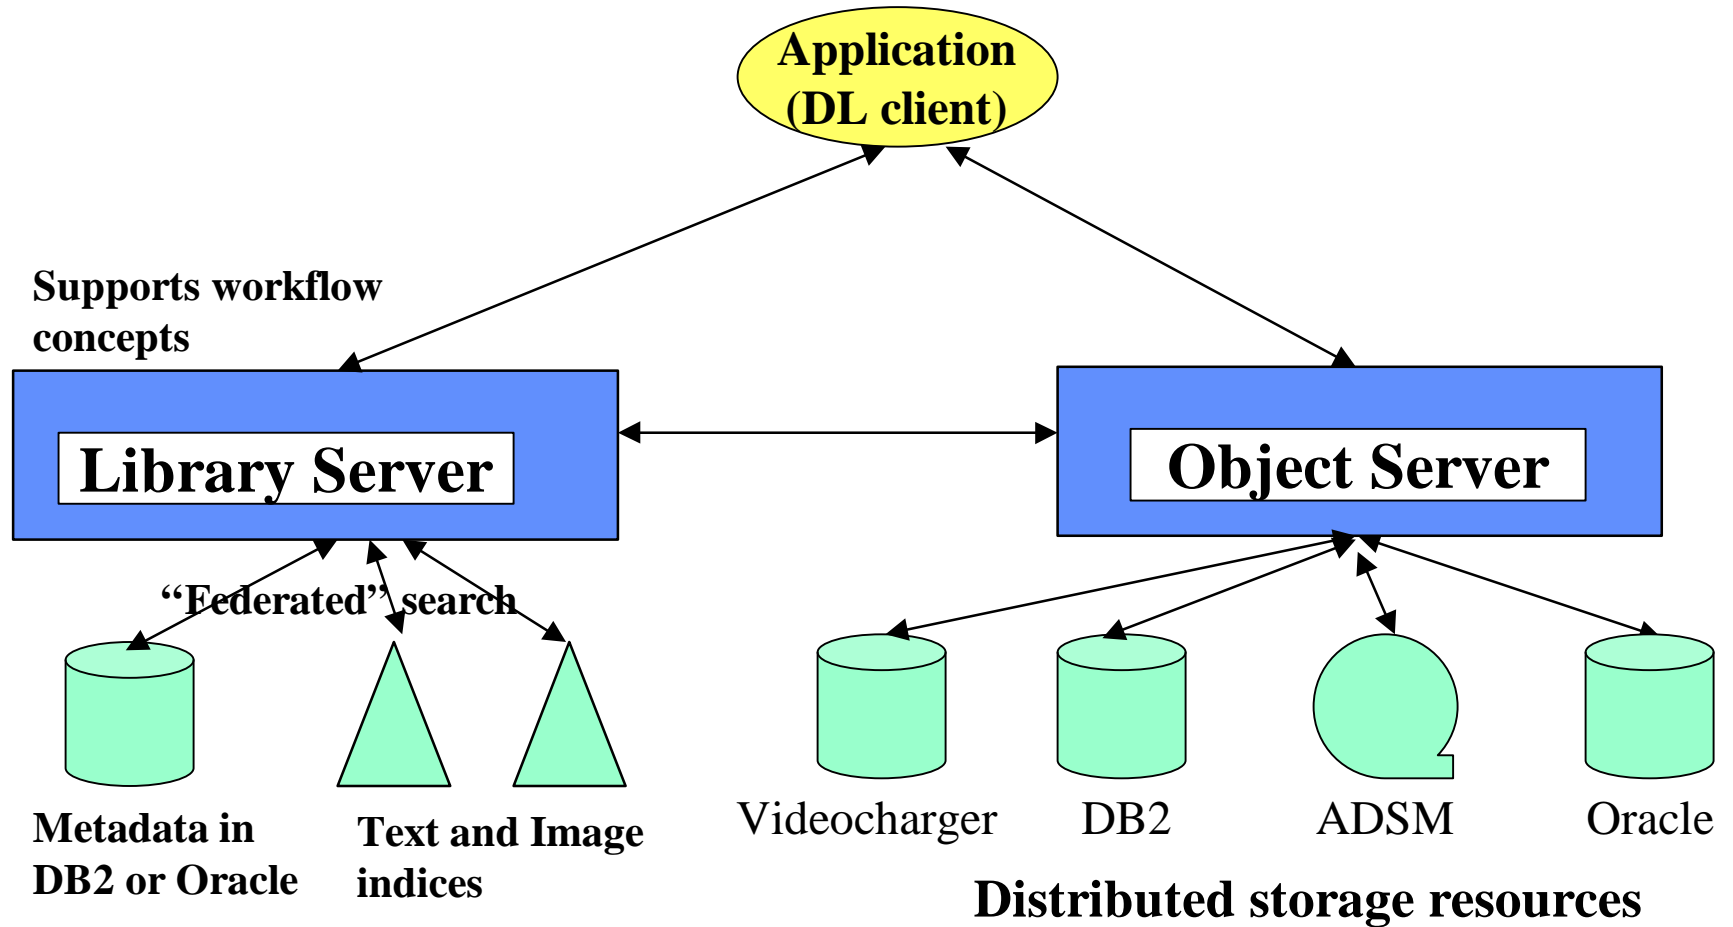 Application
(DL client)
Supports workflow
concepts
Library Server
Object Server
“Federated” search
Metadata in
DB2 or Oracle
Text and Image
indices
Videocharger
DB2
ADSM
Oracle
Distributed storage resources